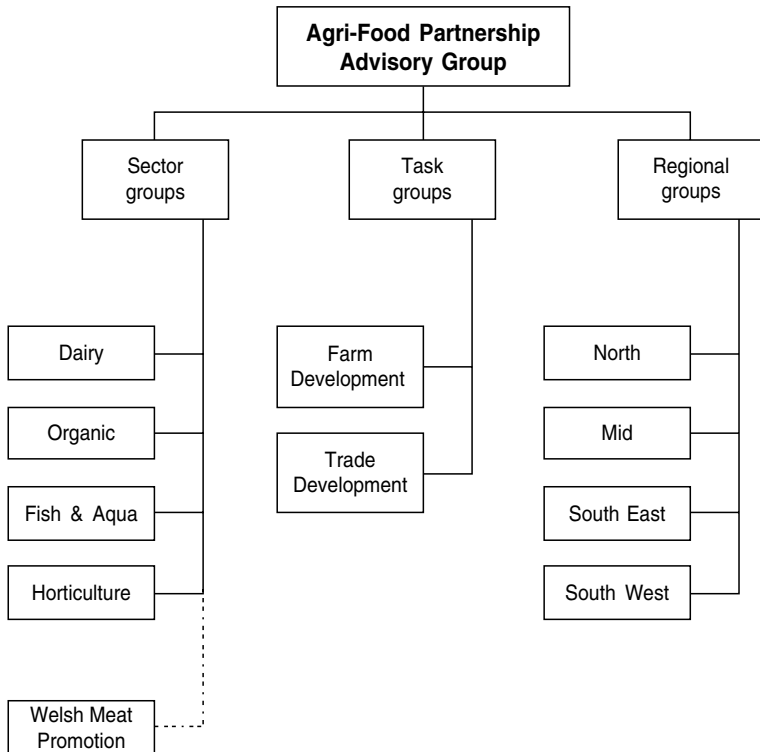 Agri-Food Partnership
Advisory Group
Sector
groups
Task
groups
Regional
groups
Dairy
Organic
Fish & Aqua
Horticulture
Welsh Meat
Promotion
Farm
Development
Trade
Development
North
Mid
South East
South West